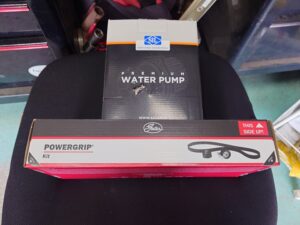 PREMIUM
WATER PUMP
Gates
THIS
SIDE UP!
POWERGRIP®
Kit